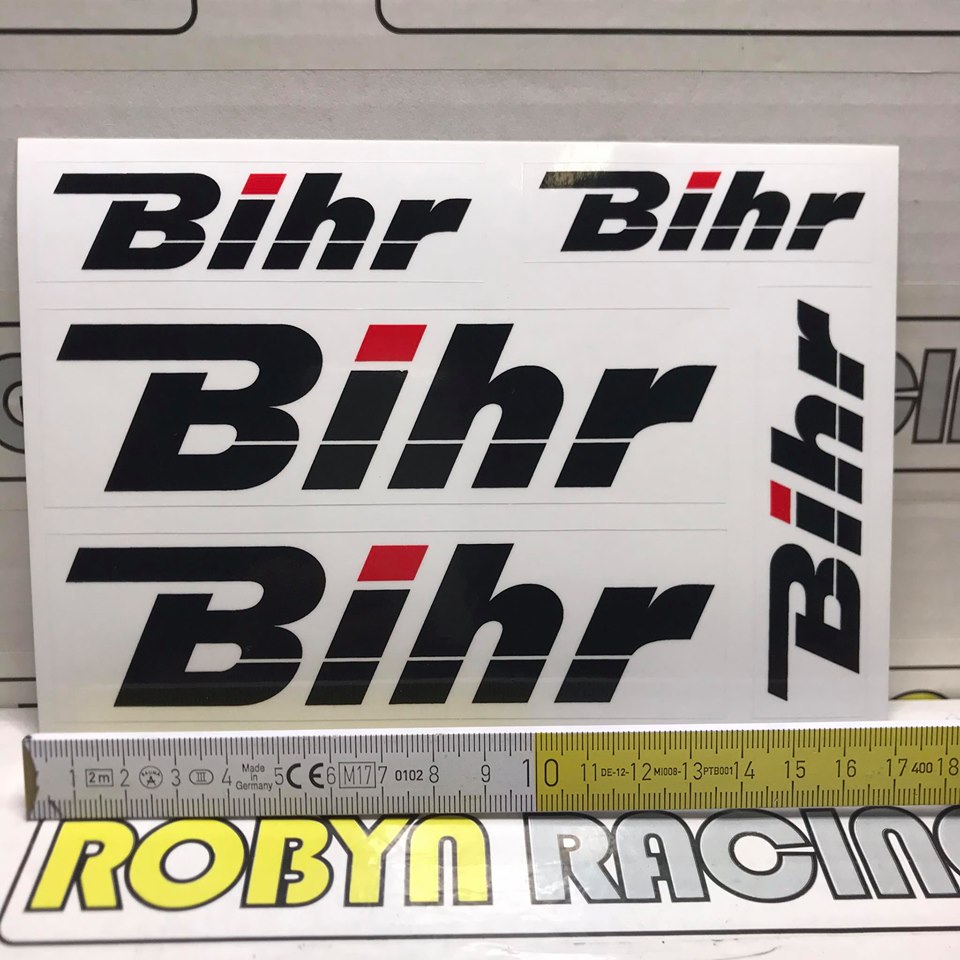 Bihr
Bihr
Bihr
Bihr
Bihr
1 2m 2 3 III 4 Made in Germany 5 CE 6 M17 7 0102 8 9 10 11 DE-12- 12 MI008- 13 PTB001 14 15 16 17 400 18
ROBYN RACING